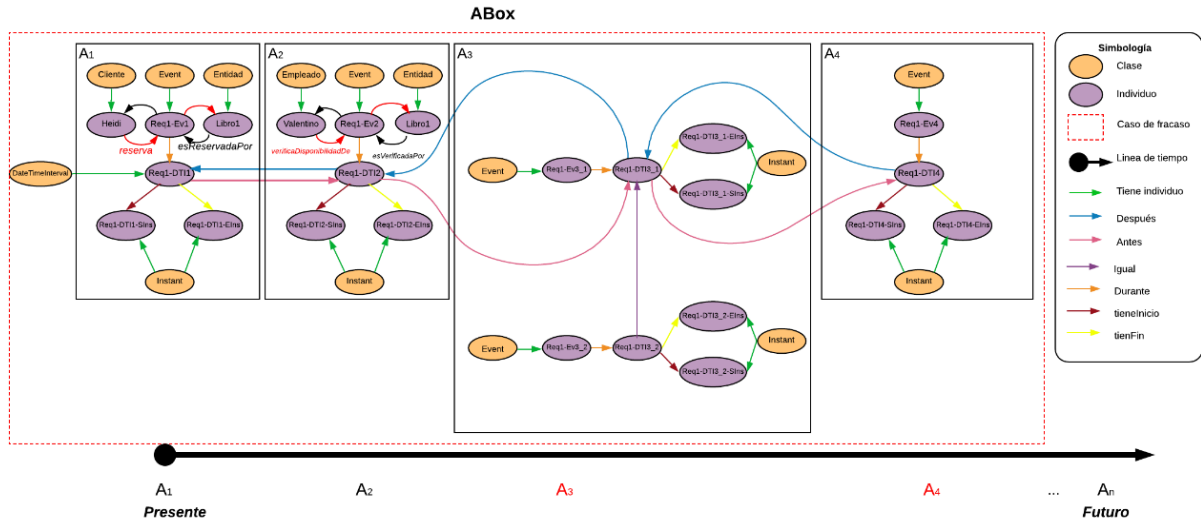 ABox
A1
Cliente
Event
Entidad
Heidi
Req1-Ev1
Libro1
reserva
esReservadaPor
DateTimeInterval
Req1-DTI1
Req1-DTI1-SIns
Req1-DTI1-EIns
Instant
A2
Empleado
Event
Entidad
Valentino
Req1-Ev2
Libro1
verificaDisponibilidadDe
esVerificadaPor
Req1-DTI2
Req1-DTI2-SIns
Req1-DTI2-EIns
Instant
A3
Event
Req1-Ev3_1
Req1-DTI3_1
Req1-DTI3_1-EIns
Req1-DTI3_1-SIns
Instant
Event
Req1-Ev3_2
Req1-DTI3_2
Req1-DTI3_2-EIns
Req1-DTI3_2-SIns
Instant
A4
Event
Req1-Ev4
Req1-DTI4
Req1-DTI4-SIns
Req1-DTI4-EIns
Instant
Simbología
Clase
Individuo
Caso de fracaso
Linea de tiempo
Tiene individuo
Después
Antes
Igual
Durante
tieneInicio
tienFin
A1 A2 A3 A4 ... An
Presente Futuro